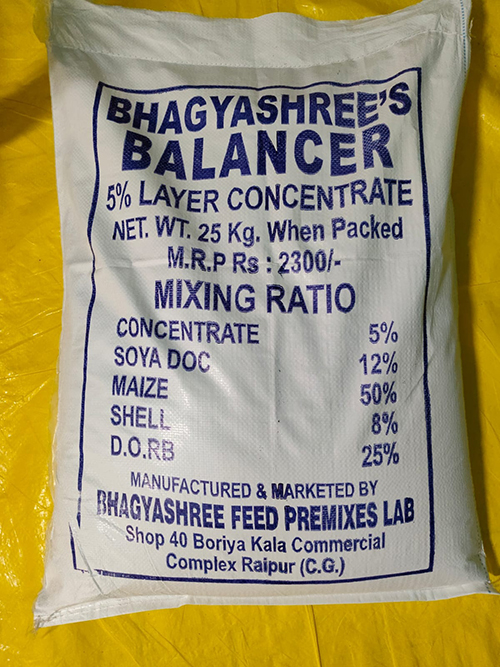 BHAGYASHREE'S
BALANCER
5% LAYER CONCENTRATE
NET. WT. 25 Kg. When Packed
M.R.P Rs : 2300/-
MIXING RATIO
CONCENTRATE 5%
SOYA DOC 12%
MAIZE 50%
SHELL 8%
D.O.RB 25%
MANUFACTURED & MARKETED BY
BHAGYASHREE FEED PREMIXES LAB
Shop 40 Boriya Kala Commercial
Complex Raipur (C.G.)